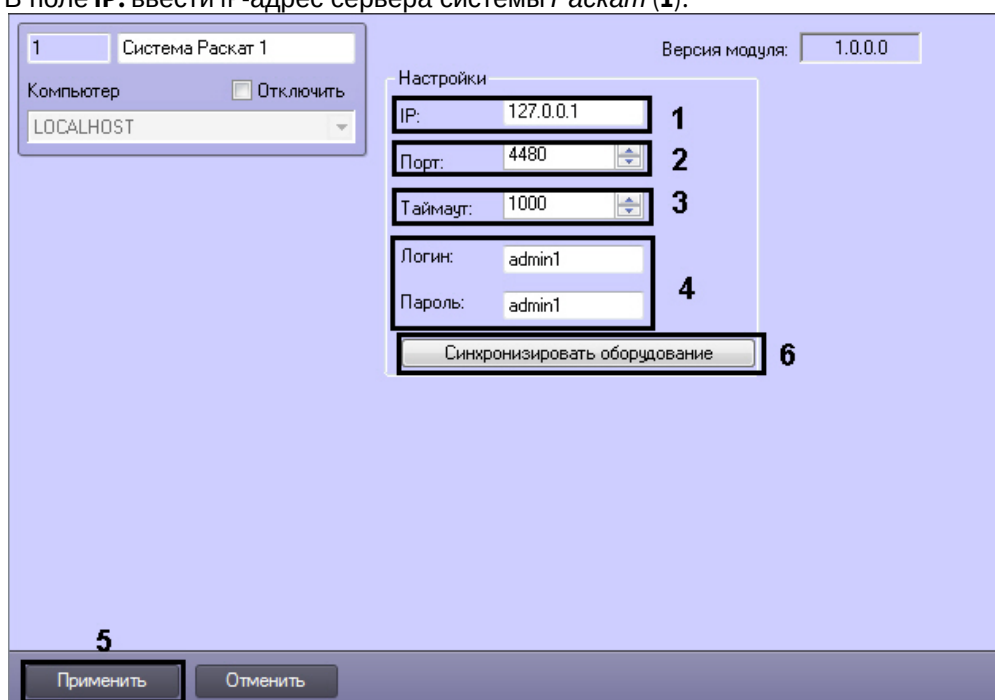 В поле IP: ввести IP-адрес сервера системы Раскат (1).
1 Система Раскат 1
Версия модуля: 1.0.0.0
Компьютер Отключить
LOCALHOST
Настройки
IP: 127.0.0.1 1
Порт: 4480 2
Таймаут: 1000 3
Логин: admin1
Пароль: admin1
4
Синхронизировать оборудование 6
5
Применить Отменить